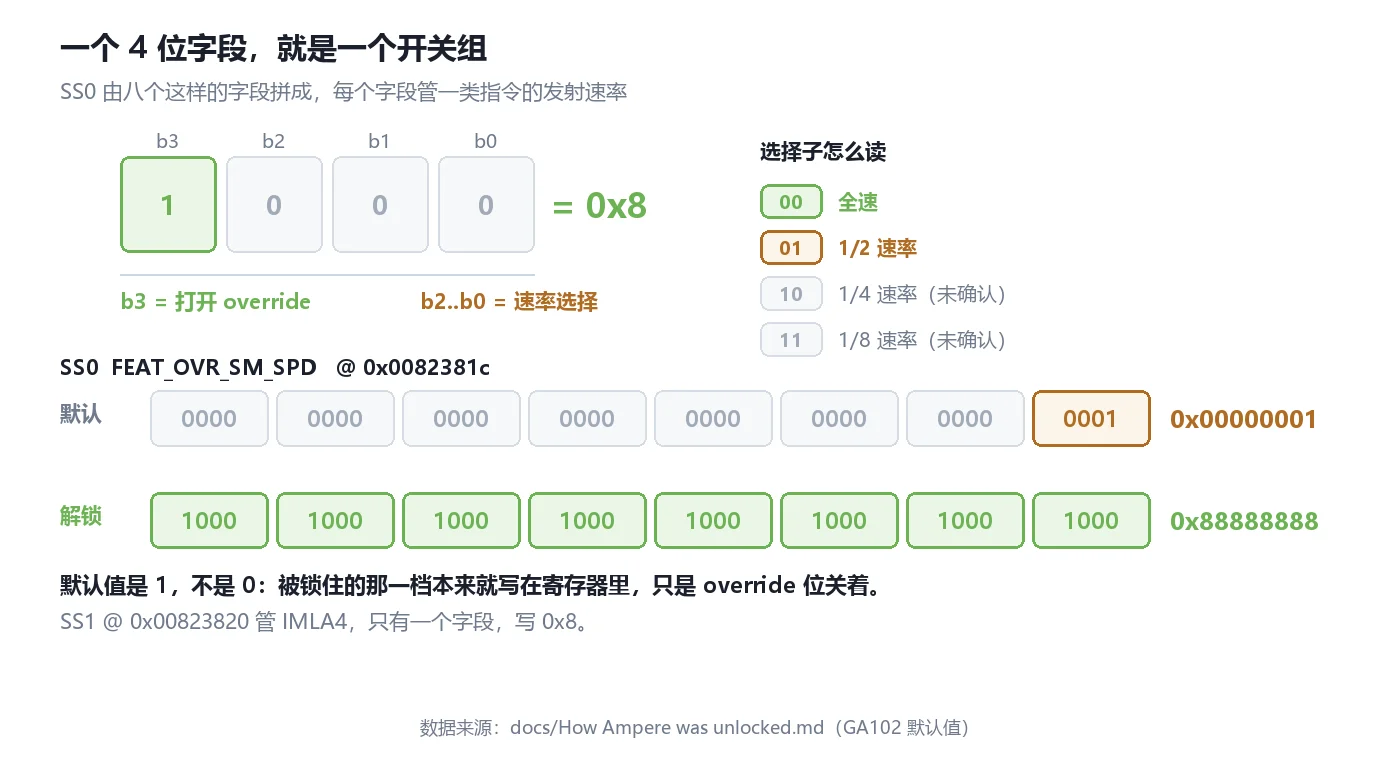 一个 4 位字段，就是一个开关组
SS0 由八个这样的字段拼成，每个字段管一类指令的发射速率
b3 b2 b1 b0
1 0 0 0 = 0x8
b3 = 打开 override b2..b0 = 速率选择
选择子怎么读
00 全速
01 1/2 速率
10 1/4 速率（未确认）
11 1/8 速率（未确认）
SS0 FEAT_OVR_SM_SPD @ 0x0082381c
默认 0000 0000 0000 0000 0000 0000 0000 0001 0x00000001
解锁 1000 1000 1000 1000 1000 1000 1000 1000 0x88888888
默认值是 1，不是 0：被锁住的那一档本来就写在寄存器里，只是 override 位关着。
SS1 @ 0x00823820 管 IMLA4，只有一个字段，写 0x8。
数据来源：docs/How Ampere was unlocked.md（GA102 默认值）